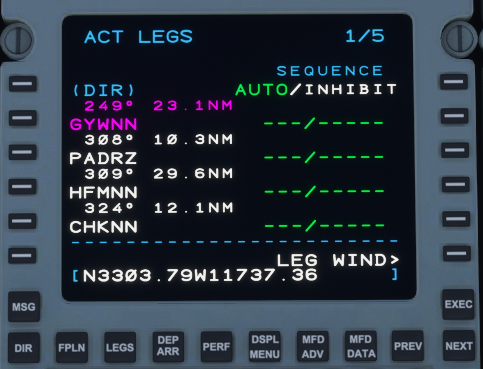 ACT LEGS 1/5
SEQUENCE
(DIR) AUTO/INHIBIT
249° 23.1NM
GYWNN ---/-----
308° 10.3NM
PADRZ ---/-----
309° 29.6NM
HFMNN ---/-----
324° 12.1NM
CHKNN ---/-----
LEG WIND>
[N3303.79W11737.36 ]
MSG EXEC
DIR FPLN LEGS DEP ARR PERF DSPL MENU MFD ADV MFD DATA PREV NEXT